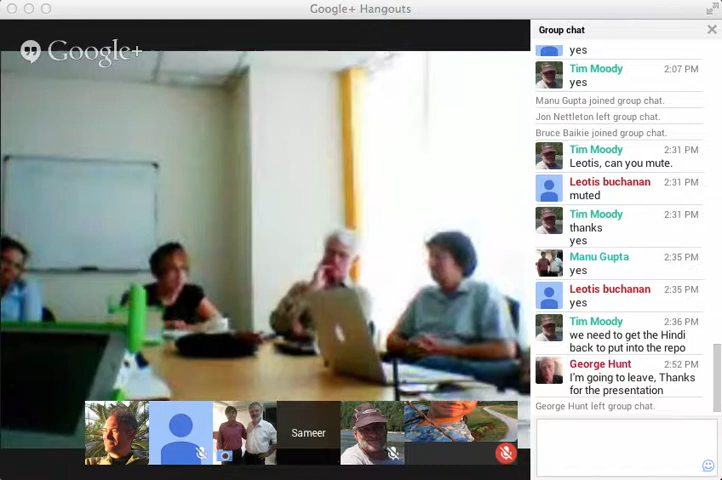 Google+ Hangouts
Google+
Group chat
yes
Tim Moody 2:07 PM
yes
Manu Gupta joined group chat.
Jon Nettleton left group chat.
Bruce Baikie joined group chat.
Tim Moody 2:31 PM
Leotis, can you mute.
Leotis buchanan 2:31 PM
muted
Tim Moody 2:31 PM
thanks
yes
Manu Gupta 2:35 PM
yes
Leotis buchanan 2:35 PM
yes
Tim Moody 2:36 PM
we need to get the Hindi
back to put into the repo
George Hunt 2:52 PM
I'm going to leave, Thanks
for the presentation
George Hunt left group chat.
Sameer